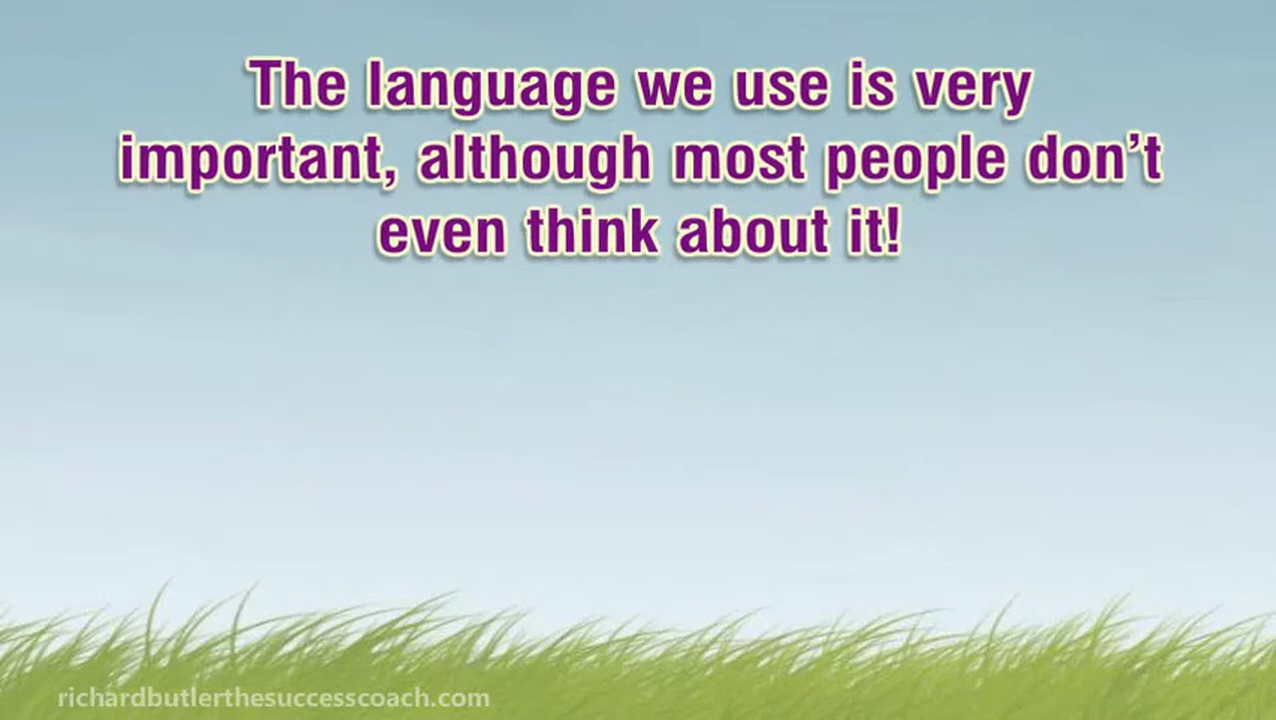 The language we use is very
important, although most people don’t
even think about it!
richardbutlerthesuccesscoach.com